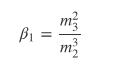 β₁ = m₃² / m₂³